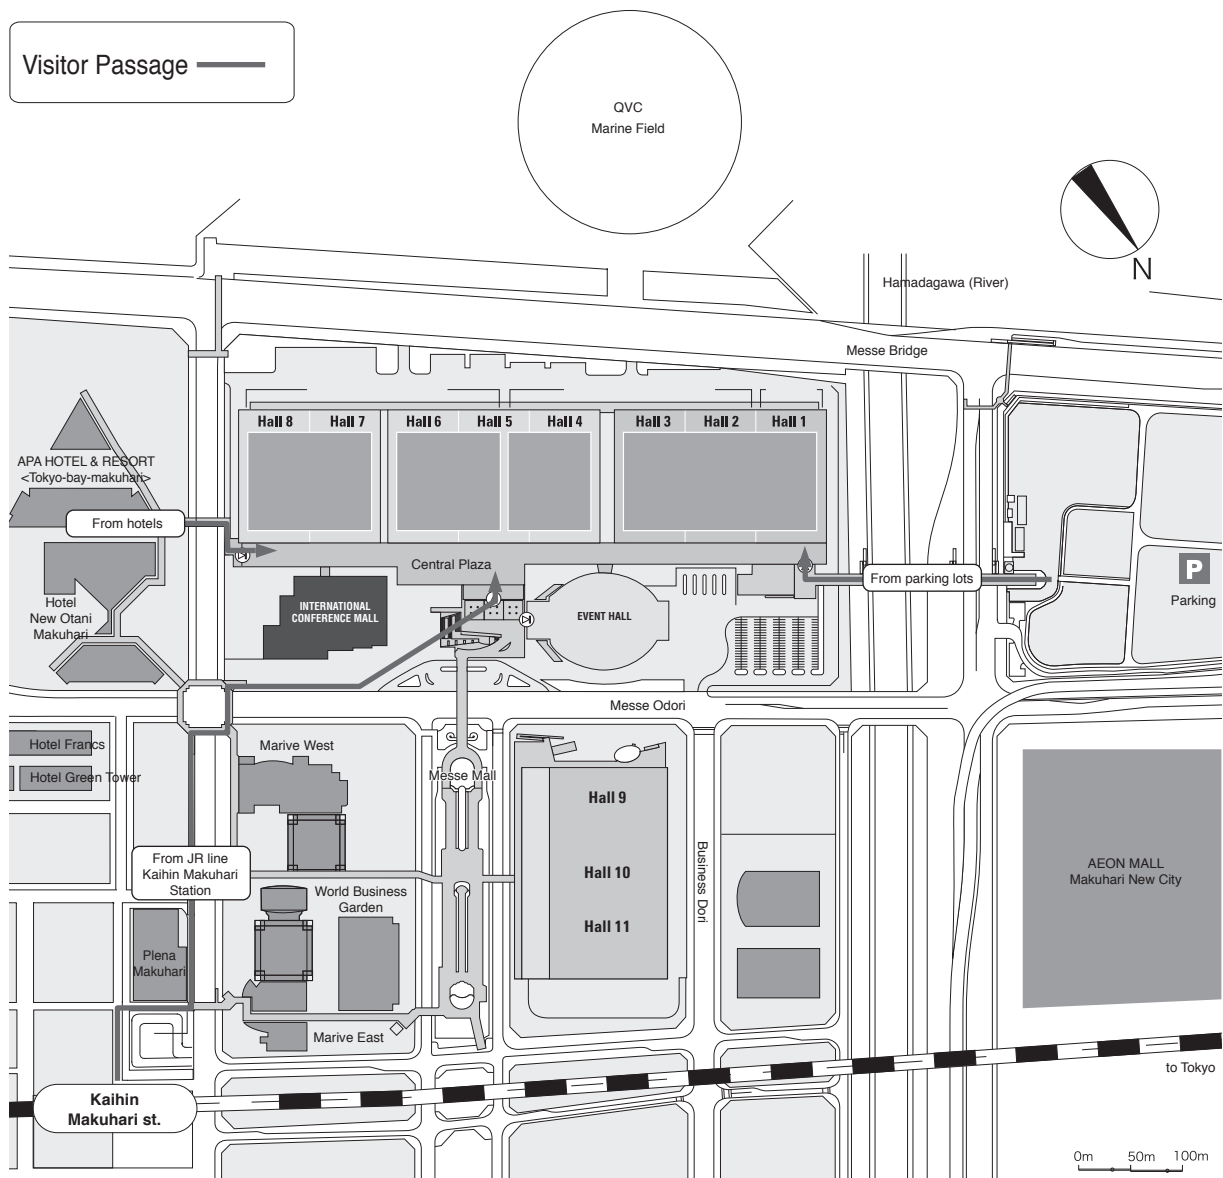 Visitor Passage
QVC
Marine Field
N
Hamadagawa (River)
Messe Bridge
Hall 8
Hall 7
Hall 6
Hall 5
Hall 4
Hall 3
Hall 2
Hall 1
APA HOTEL & RESORT
<Tokyo-bay-makuhari>
From hotels
Central Plaza
From parking lots
P
Parking
Hotel
New Otani
Makuhari
INTERNATIONAL
CONFERENCE MALL
EVENT HALL
Messe Odori
Hotel Francs
Hotel Green Tower
Marive West
Messe Mall
Hall 9
Hall 10
Hall 11
Business Dori
AEON MALL
Makuhari New City
From JR line
Kaihin Makuhari
Station
World Business
Garden
Plena
Makuhari
Marive East
to Tokyo
Kaihin
Makuhari st.
0m 50m 100m